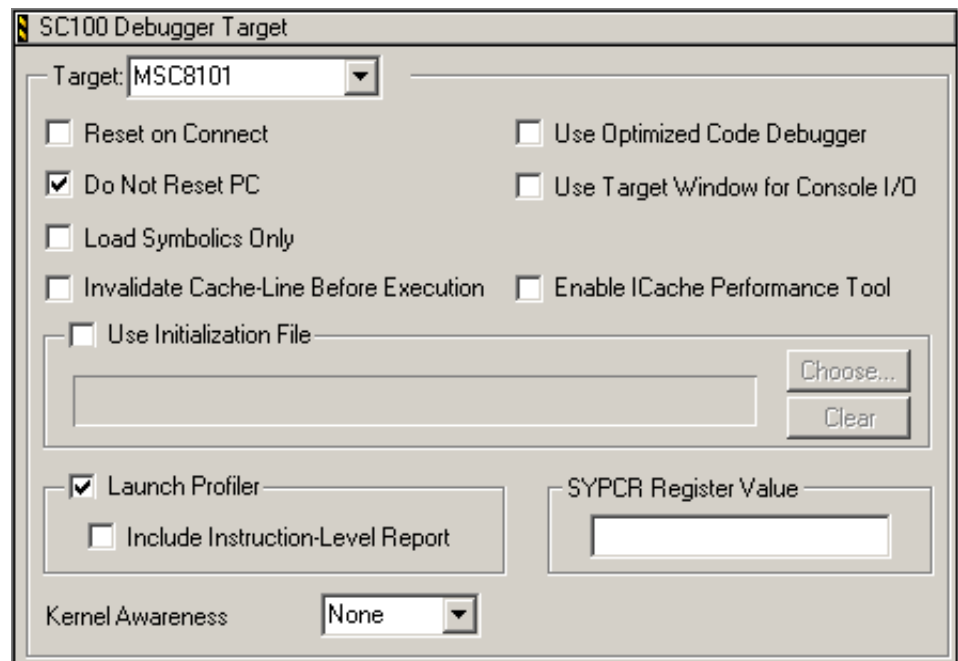 SC100 Debugger Target
Target: MSC8101
Reset on Connect
Use Optimized Code Debugger
Do Not Reset PC
Use Target Window for Console I/O
Load Symbolics Only
Invalidate Cache-Line Before Execution
Enable ICache Performance Tool
Use Initialization File
Choose...
Clear
Launch Profiler
SYPCR Register Value
Include Instruction-Level Report
Kernel Awareness
None